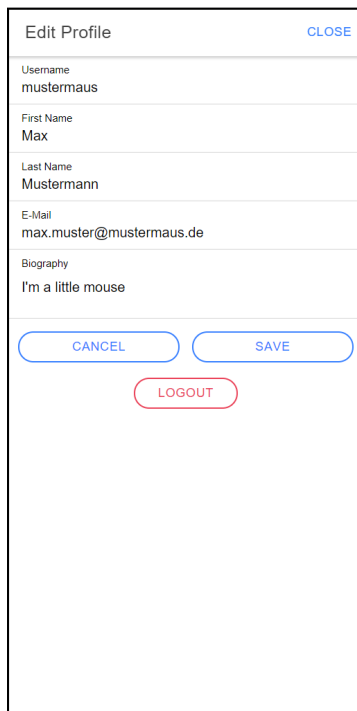 Edit Profile CLOSE
Username
mustermaus
First Name
Max
Last Name
Mustermann
E-Mail
max.muster@mustermaus.de
Biography
I'm a little mouse
CANCEL SAVE
LOGOUT